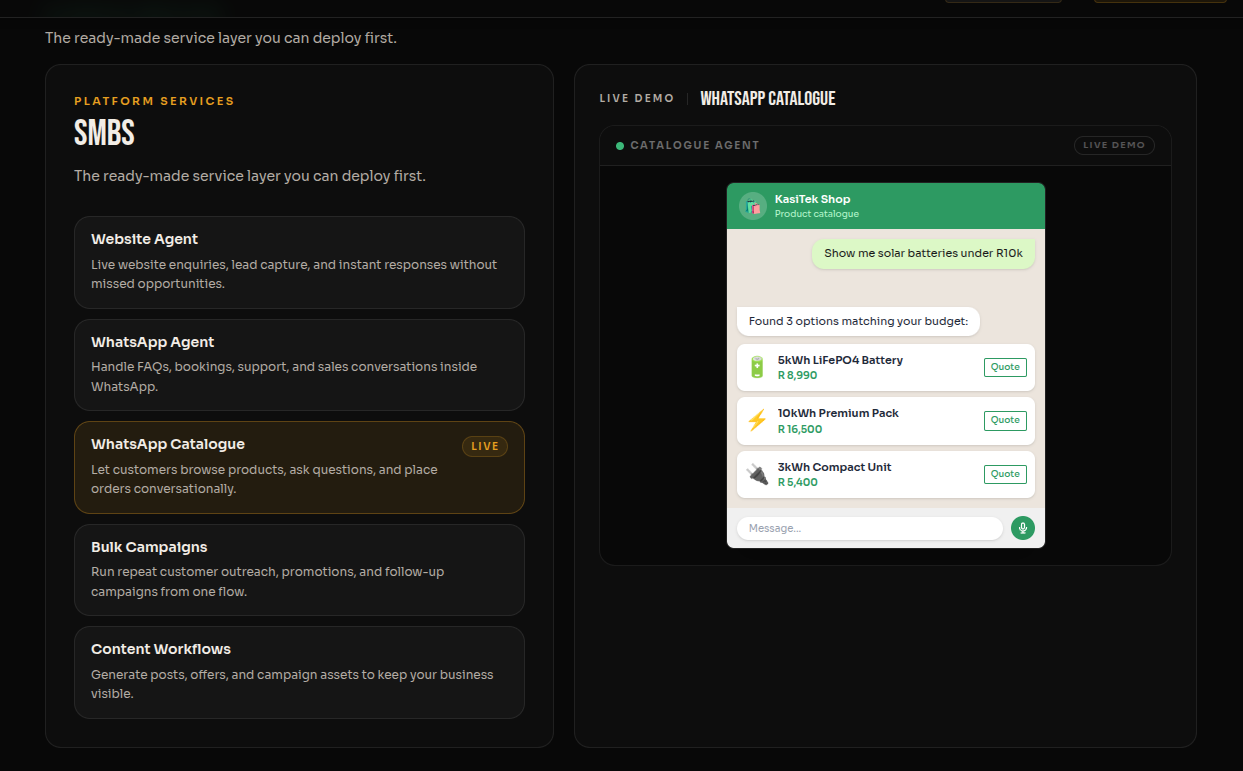 The ready-made service layer you can deploy first.
PLATFORM SERVICES
SMBS
The ready-made service layer you can deploy first.
Website Agent
Live website enquiries, lead capture, and instant responses without
missed opportunities.
WhatsApp Agent
Handle FAQs, bookings, support, and sales conversations inside
WhatsApp.
WhatsApp Catalogue
LIVE
Let customers browse products, ask questions, and place
orders conversationally.
Bulk Campaigns
Run repeat customer outreach, promotions, and follow-up
campaigns from one flow.
Content Workflows
Generate posts, offers, and campaign assets to keep your business
visible.
LIVE DEMO | WHATSAPP CATALOGUE
CATALOGUE AGENT
LIVE DEMO
KasiTek Shop
Product catalogue
Show me solar batteries under R10k
Found 3 options matching your budget:
5kWh LiFePO4 Battery
R 8,990
Quote
10kWh Premium Pack
R 16,500
Quote
3kWh Compact Unit
R 5,400
Quote
Message...